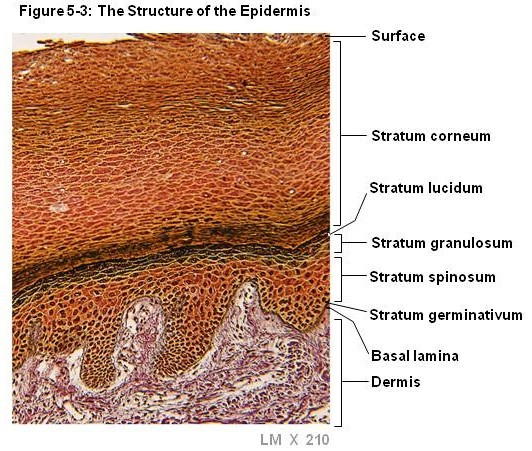 Figure 5-3: The Structure of the Epidermis
Surface
Stratum corneum
Stratum lucidum
Stratum granulosum
Stratum spinosum
Stratum germinativum
Basal lamina
Dermis
LM X 210